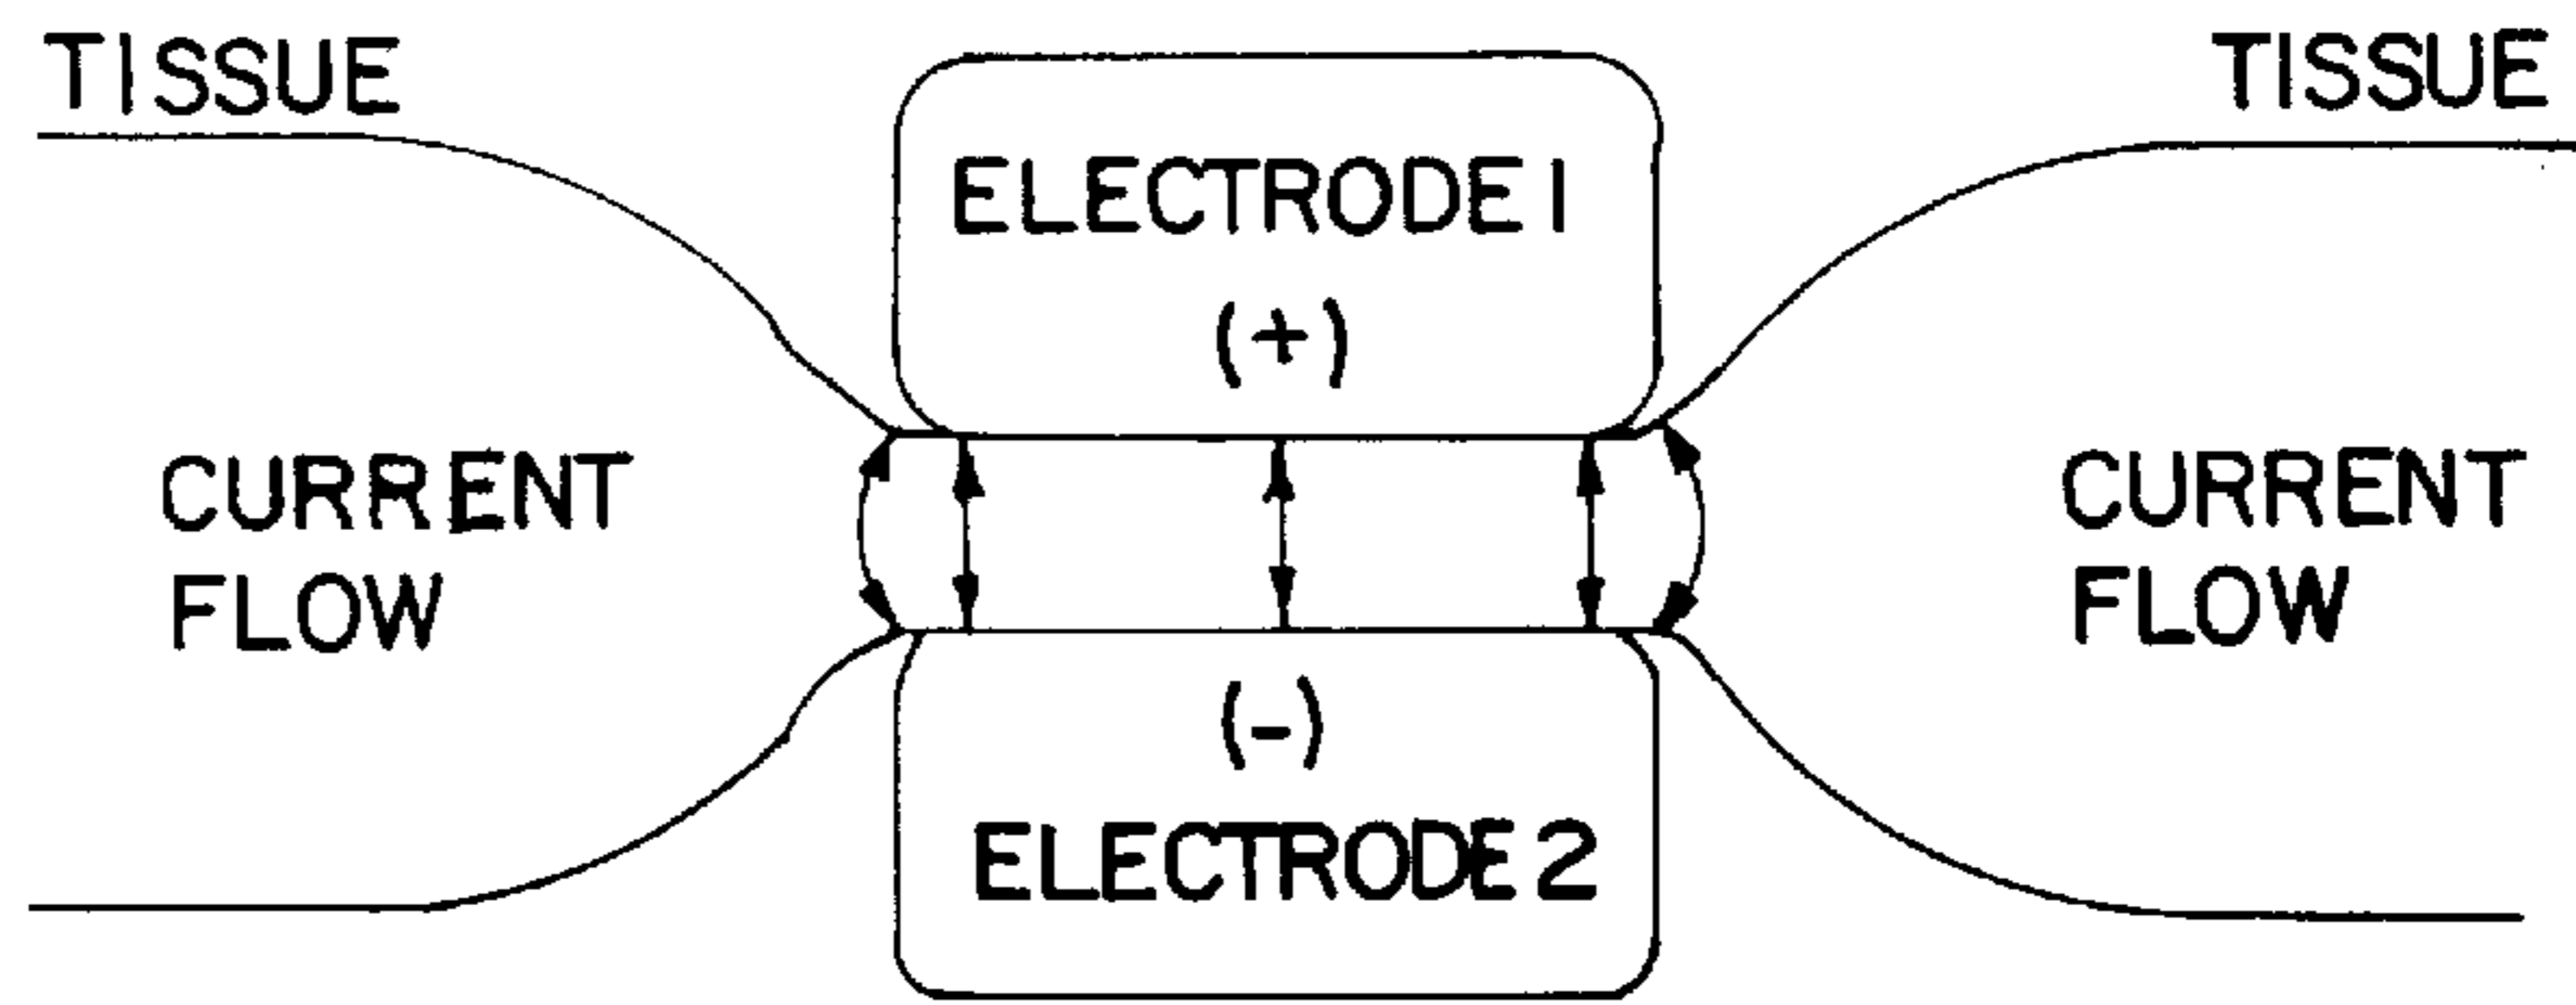 TISSUE
TISSUE
ELECTRODE 1
(+)
CURRENT
FLOW
CURRENT
FLOW
(-)
ELECTRODE 2